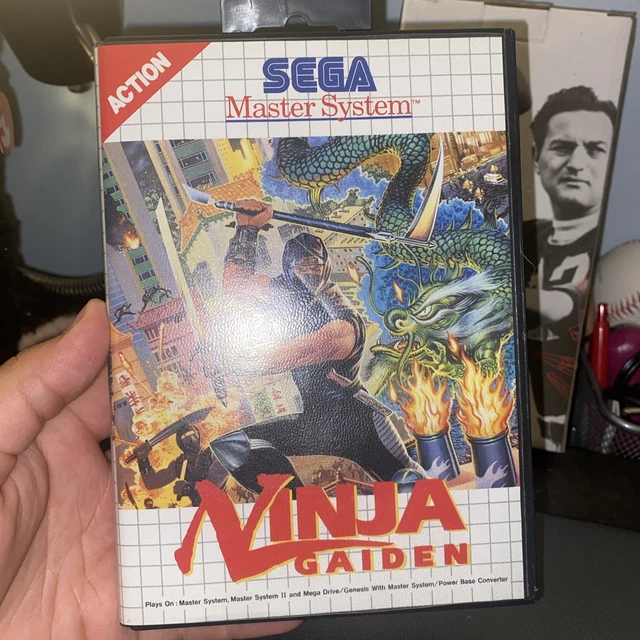 ACTION
SEGA
Master System™
NINJA
GAIDEN
Plays On : Master System, Master System II and Mega Drive/Genesis With Master System/Power Base Converter